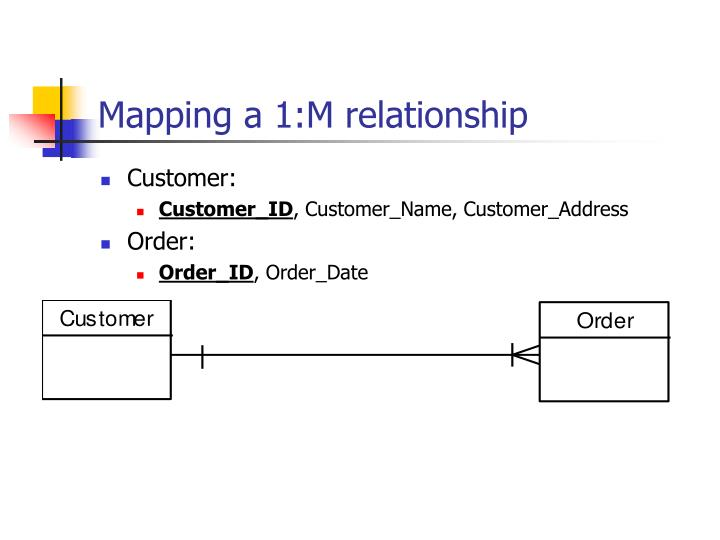 Mapping a 1:M relationship
Customer:
Customer_ID, Customer_Name, Customer_Address
Order:
Order_ID, Order_Date
Customer
Order